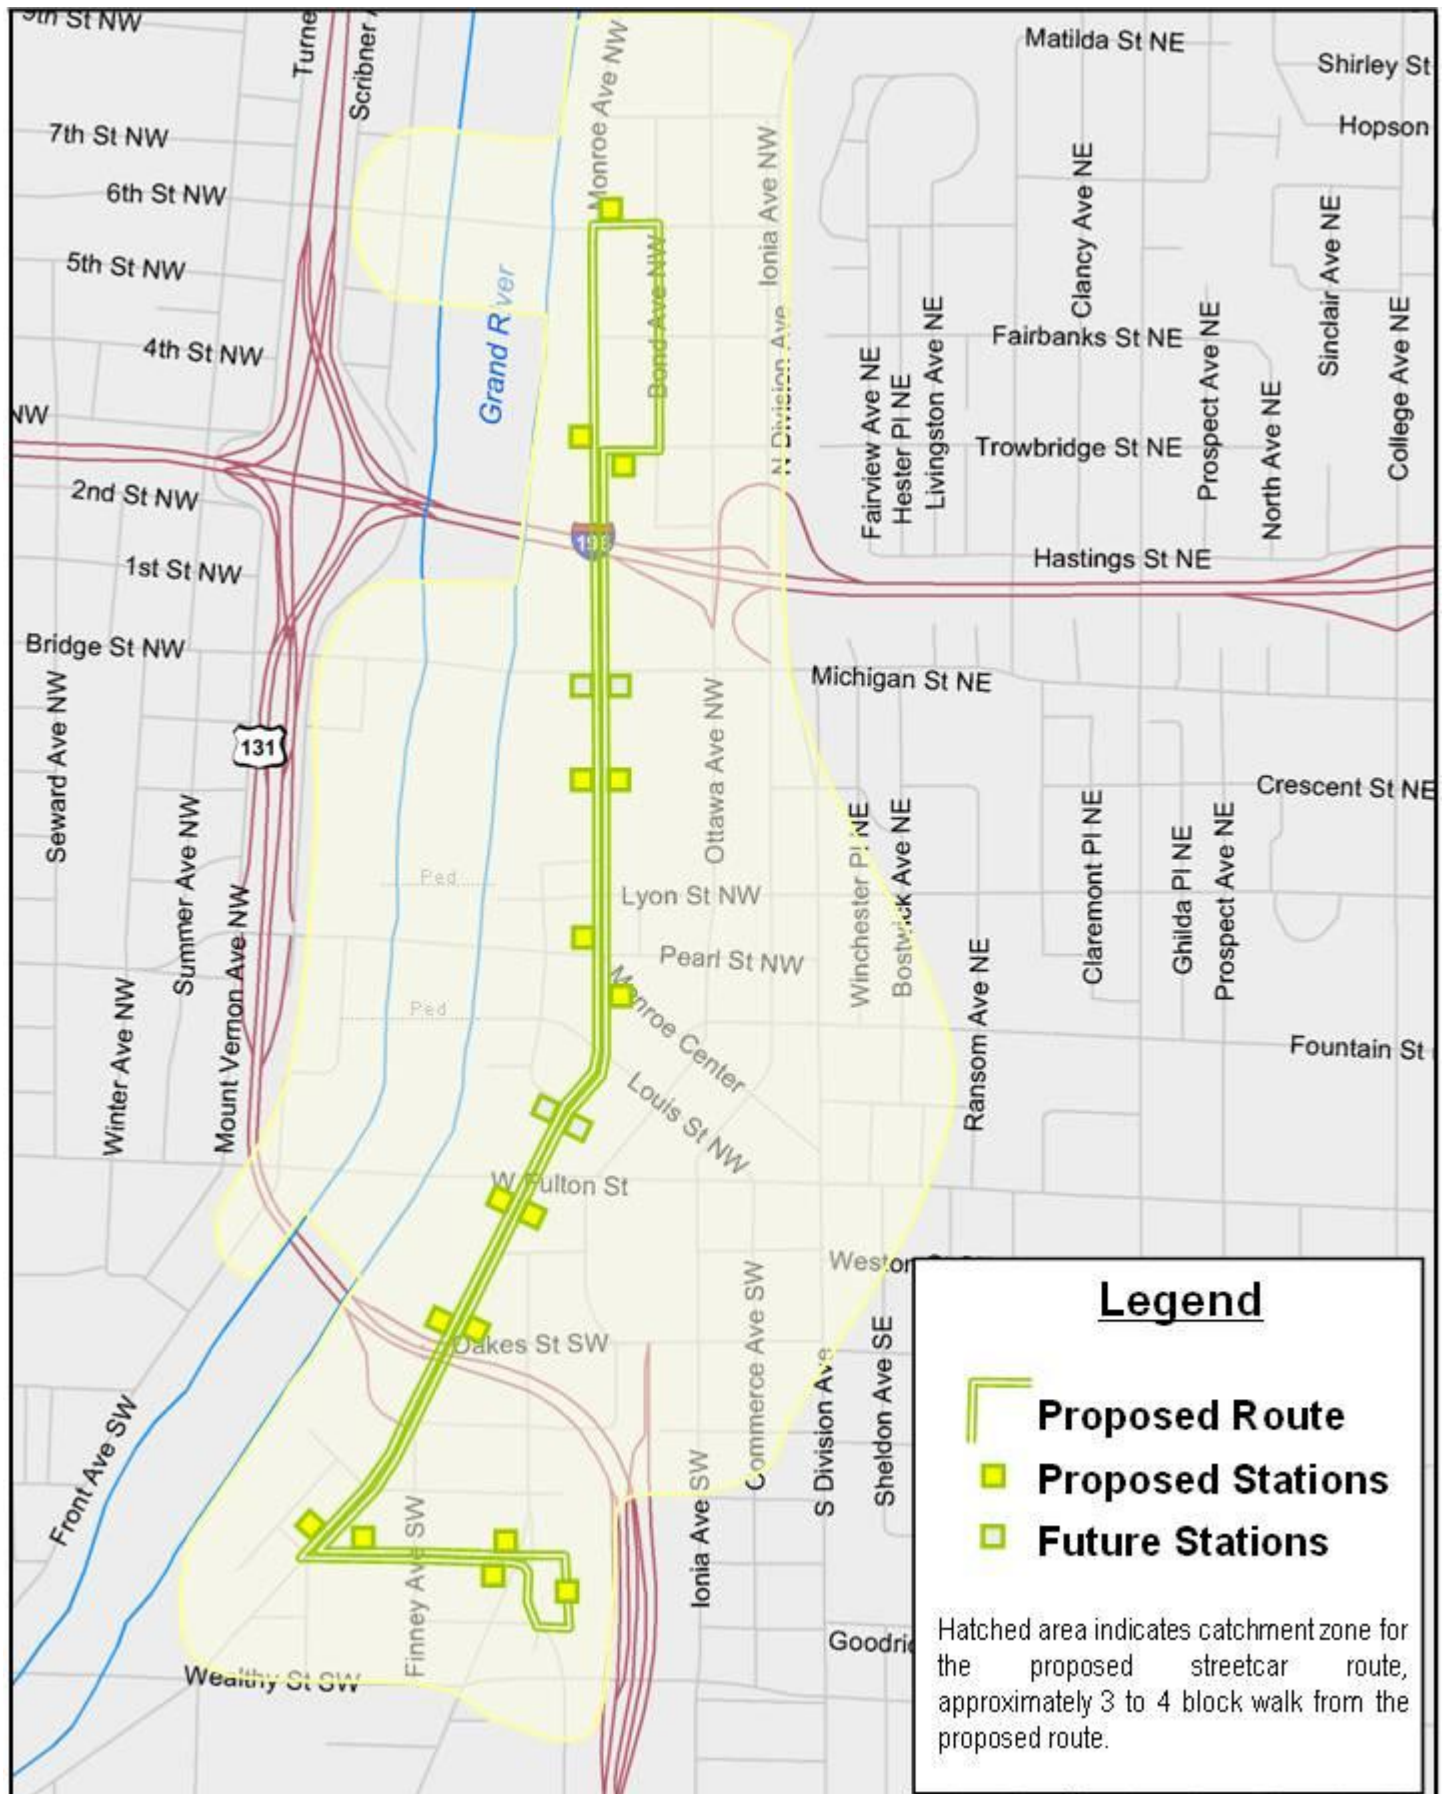 9th St NW
Turne
Scribner A
Monroe Ave NW
Matilda St NE
Shirley St
Hopson
7th St NW
6th St NW
Ionia Ave NW
Clancy Ave NE
Sinclair Ave NE
5th St NW
Grand River
Bond Ave NW
N Division Ave
Fairview Ave NE
Hester Pl NE
Livingston Ave NE
Fairbanks St NE
Prospect Ave NE
North Ave NE
College Ave NE
4th St NW
NW
Trowbridge St NE
2nd St NW
196
1st St NW
Hastings St NE
Bridge St NW
Michigan St NE
Seward Ave NW
131
Ottawa Ave NW
Crescent St NE
Summer Ave NW
Winchester Pl NE
Bostwick Ave NE
Claremont Pl NE
Ghilda Pl NE
Prospect Ave NE
Ped
Lyon St NW
Mount Vernon Ave NW
Pearl St NW
Winter Ave NW
Ped
Monroe Center
Ransom Ave NE
Fountain St
Louis St NW
W Fulton St
Weston
Commerce Ave SW
Oakes St SW
S Division Ave
Sheldon Ave SE
Front Ave SW
Finney Ave SW
Ionia Ave SW
Goodric
Wealthy St SW
Legend
Proposed Route
Proposed Stations
Future Stations
Hatched area indicates catchment zone for
the proposed streetcar route,
approximately 3 to 4 block walk from the
proposed route.